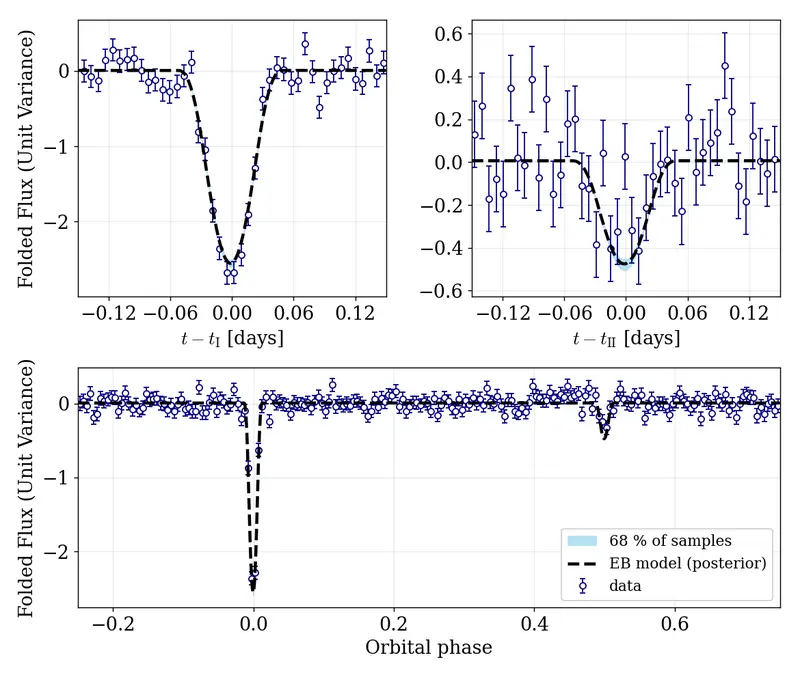 Folded Flux (Unit Variance)
0
−1
−2
−0.12 −0.06 0.00 0.06 0.12
t − tI [days]
0.6
0.4
0.2
0.0
−0.2
−0.4
−0.6
−0.12 −0.06 0.00 0.06 0.12
t − tII [days]
Folded Flux (Unit Variance)
0
−1
−2
68 % of samples
EB model (posterior)
data
−0.2 0.0 0.2 0.4 0.6
Orbital phase